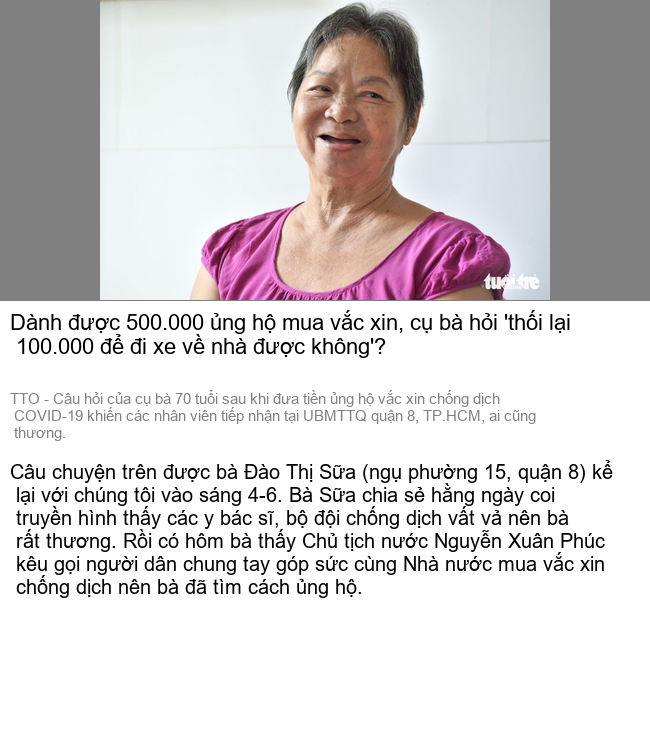 tuổi trẻ
Dành được 500.000 ủng hộ mua vắc xin, cụ bà hỏi 'thối lại
100.000 để đi xe về nhà được không'?
TTO - Câu hỏi của cụ bà 70 tuổi sau khi đưa tiền ủng hộ vắc xin chống dịch
COVID-19 khiến các nhân viên tiếp nhận tại UBMTTQ quận 8, TP.HCM, ai cũng
thương.
Câu chuyện trên được bà Đào Thị Sữa (ngụ phường 15, quận 8) kể
lại với chúng tôi vào sáng 4-6. Bà Sữa chia sẻ hằng ngày coi
truyền hình thấy các y bác sĩ, bộ đội chống dịch vất vả nên bà
rất thương. Rồi có hôm bà thấy Chủ tịch nước Nguyễn Xuân Phúc
kêu gọi người dân chung tay góp sức cùng Nhà nước mua vắc xin
chống dịch nên bà đã tìm cách ủng hộ.